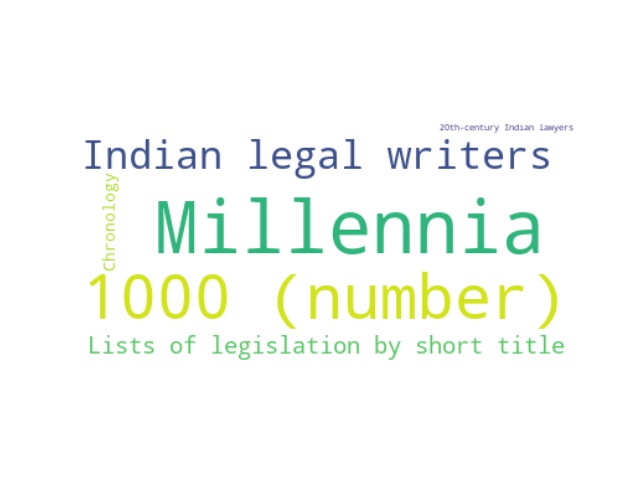 20th-century Indian lawyers
Indian legal writers
Chronology
Millennia
1000 (number)
Lists of legislation by short title